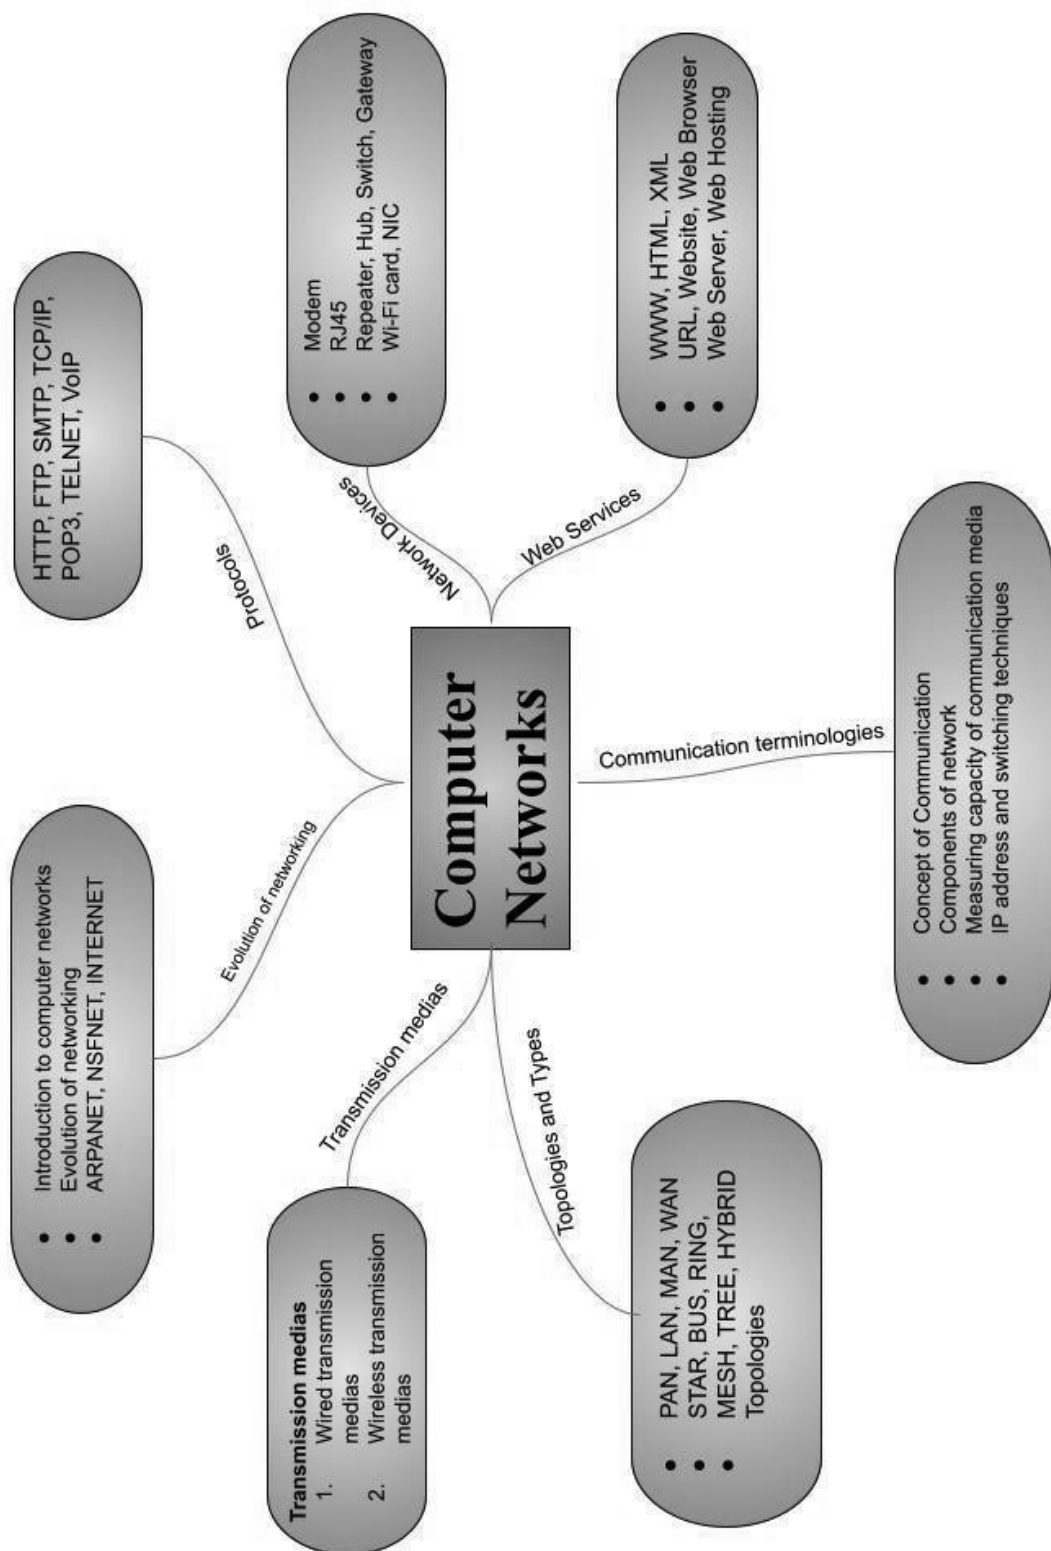 Introduction to computer networks
Evolution of networking
ARPANET, NSFNET, INTERNET
Evolution of networking
HTTP, FTP, SMTP, TCP/IP,
POP3, TELNET, VoIP
Protocols
Transmission medias
1. Wired transmission
medias
2. Wireless transmission
medias
Transmission medias
Computer
Networks
Network Devices
Modem
RJ45
Repeater, Hub, Switch, Gateway
Wi-Fi card, NIC
Topologies and Types
PAN, LAN, MAN, WAN
STAR, BUS, RING,
MESH, TREE, HYBRID
Topologies
Communication terminologies
Concept of Communication
Components of network
Measuring capacity of communication media
IP address and switching techniques
Web Services
WWW, HTML, XML
URL, Website, Web Browser
Web Server, Web Hosting